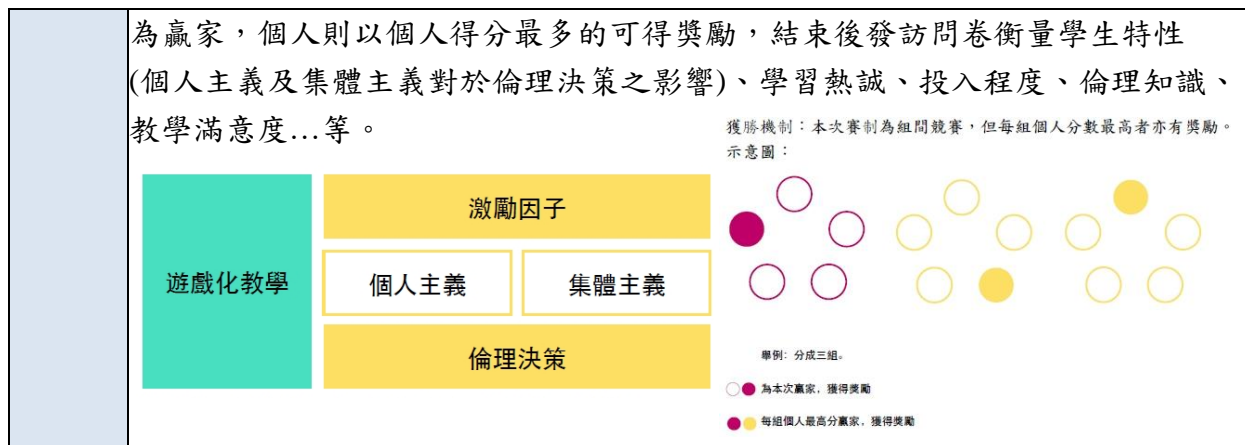 為贏家，個人則以個人得分最多的可得獎勵，結束後發訪問卷衡量學生特性
(個人主義及集體主義對於倫理決策之影響)、學習熱誠、投入程度、倫理知識、
教學滿意度…等。
獲勝機制：本次賽制為組間競賽，但每組個人分數最高者亦有獎勵。
示意圖：
遊戲化教學
激勵因子
個人主義
集體主義
倫理決策
舉例: 分成三組。
為本次贏家，獲得獎勵
每組個人最高分贏家，獲得獎勵